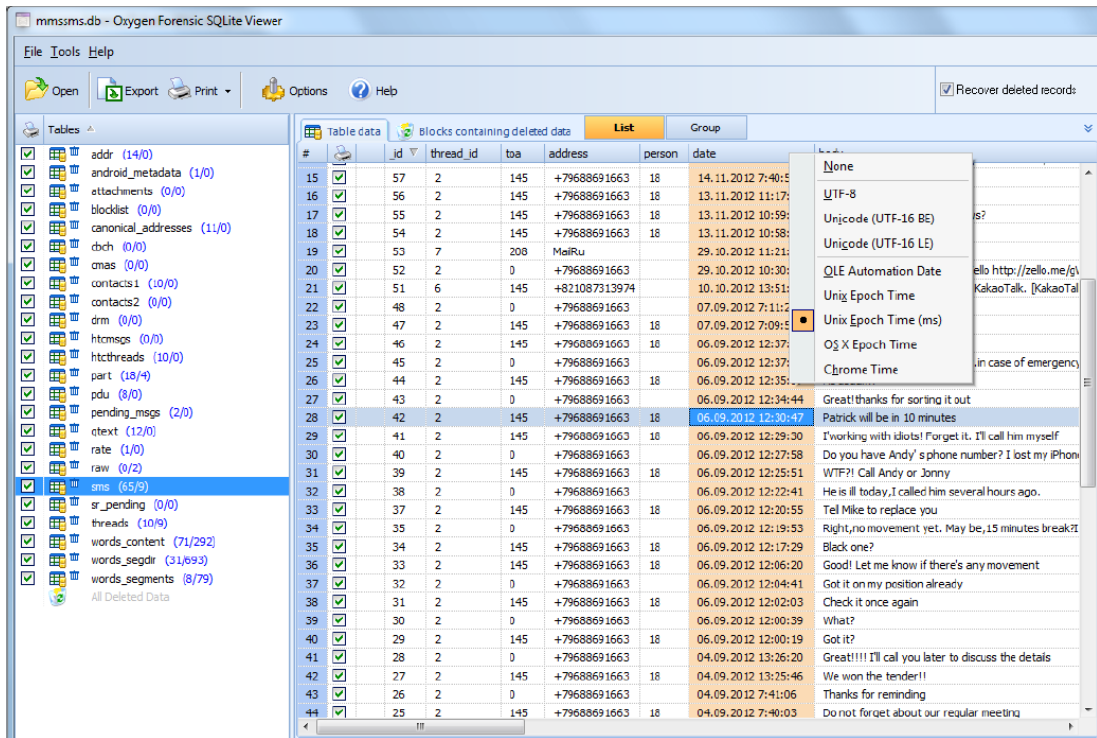 mmssms.db - Oxygen Forensic SQLite Viewer
File Tools Help
Open Export Print Options Help Recover deleted records
Tables
addr (14/0)
android_metadata (1/0)
attachments (0/0)
blocklist (0/0)
canonical_addresses (11/0)
cbch (0/0)
cmas (0/0)
contacts1 (10/0)
contacts2 (0/0)
drm (0/0)
htcmsgs (0/0)
htcthreads (10/0)
part (18/4)
pdu (8/0)
pending_msgs (2/0)
qtext (12/0)
rate (1/0)
raw (0/2)
sms (65/9)
sr_pending (0/0)
threads (10/9)
words_content (71/292)
words_segdir (31/693)
words_segments (8/79)
All Deleted Data
Table data Blocks containing deleted data List Group
# _id thread_id toa address person date
15 57 2 145 +79688691663 18 14.11.2012 7:40:5
16 56 2 145 +79688691663 18 13.11.2012 11:17:
17 55 2 145 +79688691663 18 13.11.2012 10:59:
18 54 2 145 +79688691663 18 13.11.2012 10:58:
19 53 7 208 MailRu 29.10.2012 11:21:
20 52 2 0 +79688691663 29.10.2012 10:30: ello http://zello.me/g
21 51 6 145 +821087313974 10.10.2012 13:51: KakaoTalk. [KakaoTal
22 48 2 0 +79688691663 07.09.2012 7:11:2
23 47 2 145 +79688691663 18 07.09.2012 7:09:5
24 46 2 145 +79688691663 18 06.09.2012 12:37:
25 45 2 0 +79688691663 06.09.2012 12:37: .in case of emergency
26 44 2 145 +79688691663 18 06.09.2012 12:35:
27 43 2 0 +79688691663 06.09.2012 12:34:44 Great!thanks for sorting it out
28 42 2 145 +79688691663 18 06.09.2012 12:30:47 Patrick will be in 10 minutes
29 41 2 145 +79688691663 18 06.09.2012 12:29:30 I'working with idiots! Forget it. I'll call him myself
30 40 2 0 +79688691663 06.09.2012 12:27:58 Do you have Andy' s phone number? I lost my iPhon
31 39 2 145 +79688691663 18 06.09.2012 12:25:51 WTF?! Call Andy or Jonny
32 38 2 0 +79688691663 06.09.2012 12:22:41 He is ill today,I called him several hours ago.
33 37 2 145 +79688691663 18 06.09.2012 12:20:55 Tell Mike to replace you
34 35 2 0 +79688691663 06.09.2012 12:19:53 Right,no movement yet. May be,15 minutes break?I
35 34 2 145 +79688691663 18 06.09.2012 12:17:29 Black one?
36 33 2 145 +79688691663 18 06.09.2012 12:06:20 Good! Let me know if there's any movement
37 32 2 0 +79688691663 06.09.2012 12:04:41 Got it on my position already
38 31 2 145 +79688691663 18 06.09.2012 12:02:03 Check it once again
39 30 2 0 +79688691663 06.09.2012 12:00:39 What?
40 29 2 145 +79688691663 18 06.09.2012 12:00:19 Got it?
41 28 2 0 +79688691663 04.09.2012 13:26:20 Great!!!! I'll call you later to discuss the details
42 27 2 145 +79688691663 18 04.09.2012 13:25:46 We won the tender!!
43 26 2 0 +79688691663 04.09.2012 7:41:06 Thanks for reminding
44 25 2 145 +79688691663 18 04.09.2012 7:40:03 Do not forget about our regular meeting
None
UTF-8
Unicode (UTF-16 BE)
Unicode (UTF-16 LE)
OLE Automation Date
Unix Epoch Time
Unix Epoch Time (ms)
OS X Epoch Time
Chrome Time